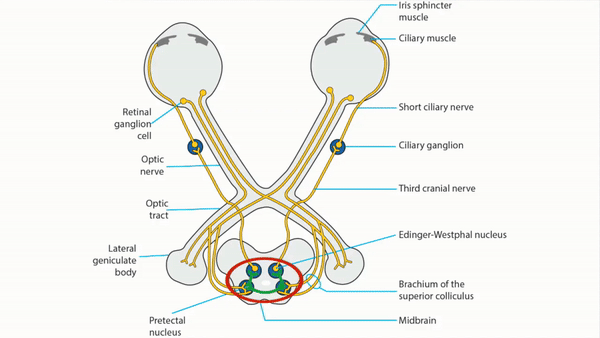 Iris sphincter
muscle
Ciliary muscle
Retinal
ganglion
cell
Short ciliary nerve
Ciliary ganglion
Optic
nerve
Third cranial nerve
Optic
tract
Edinger-Westphal nucleus
Lateral
geniculate
body
Brachium of the
superior colliculus
Pretectal
nucleus
Midbrain